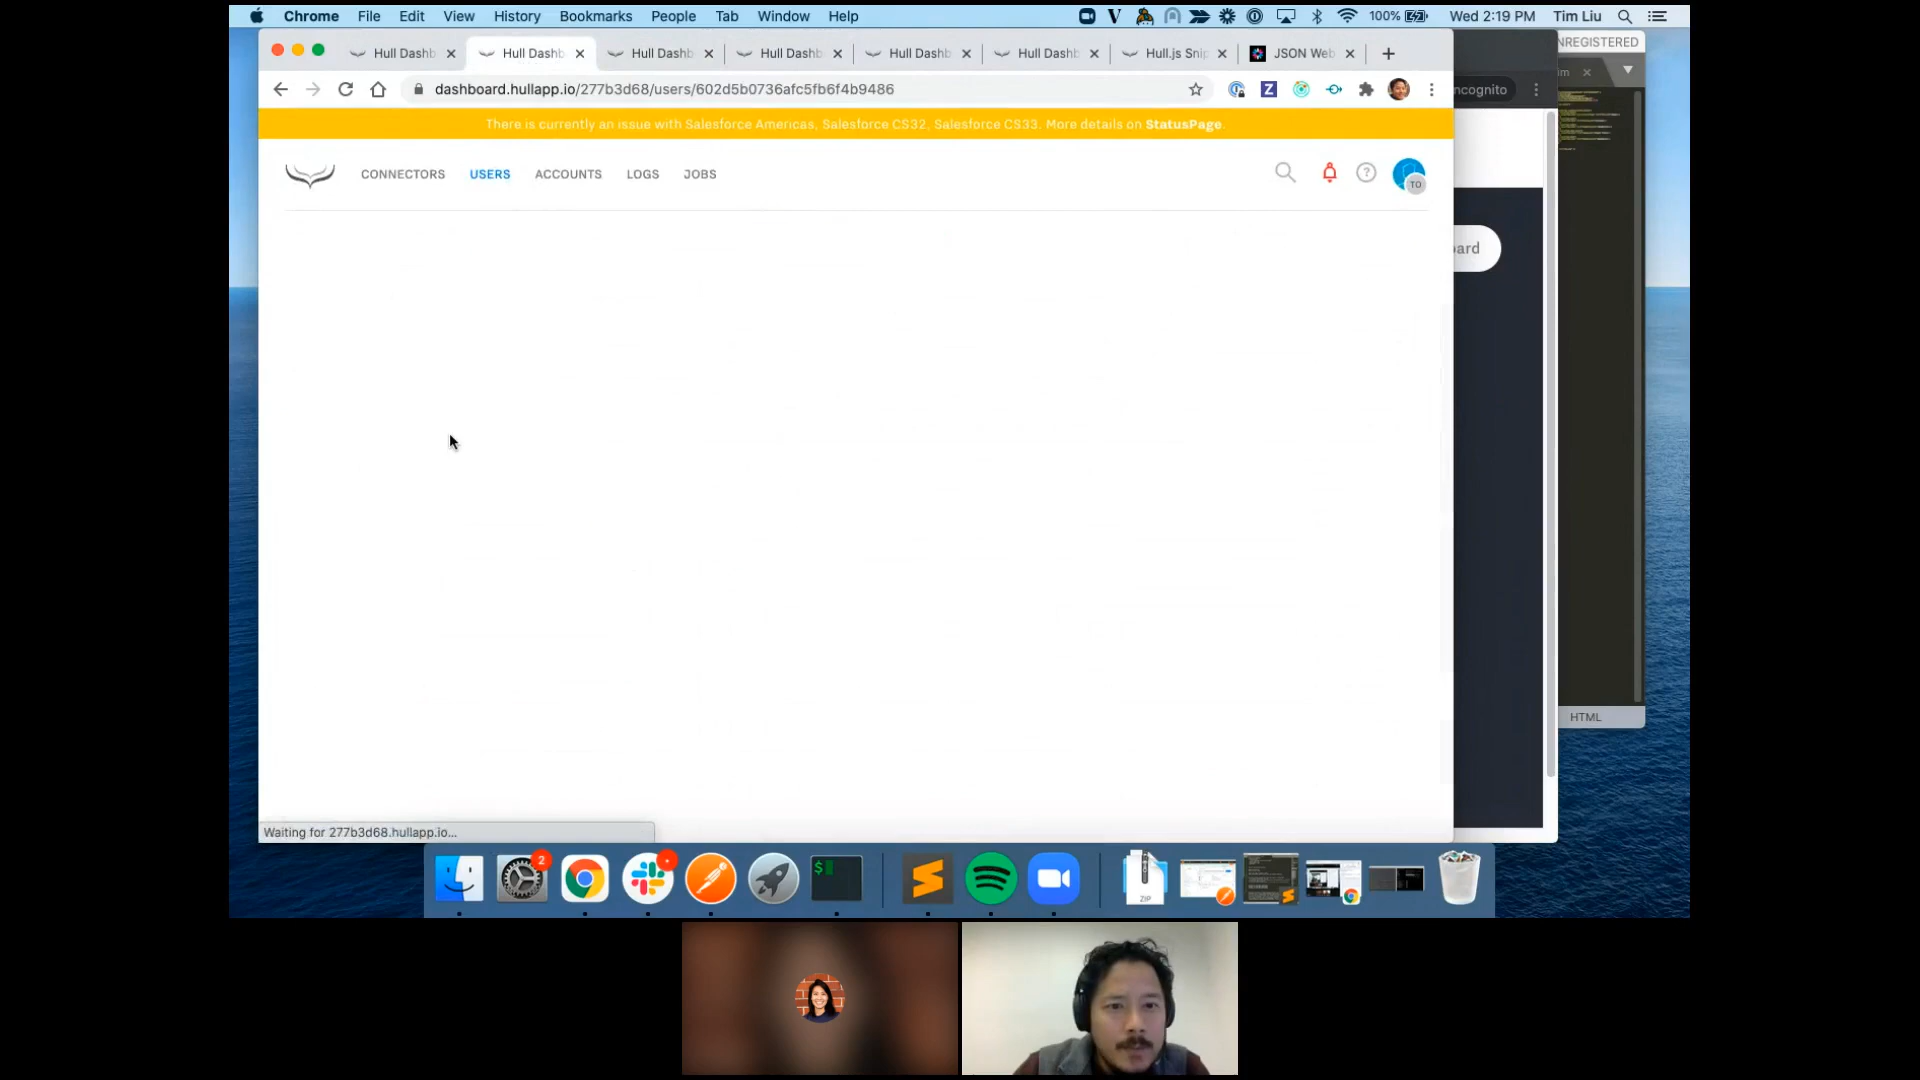 Chrome File Edit View History Bookmarks People Tab Window Help 100% Wed 2:19 PM Tim Liu
Hull Dashb Hull Dashb Hull Dashb Hull Dashb Hull Dashb Hull Dashb Hull.js Snip JSON Web
NREGISTERED
dashboard.hullapp.io/277b3d68/users/602d5b0736afc5fb6f4b9486
ncognito
There is currently an issue with Salesforce Americas, Salesforce CS32, Salesforce CS33. More details on StatusPage.
CONNECTORS USERS ACCOUNTS LOGS JOBS
TO
ard
HTML
Waiting for 277b3d68.hullapp.io...
2
ZIP